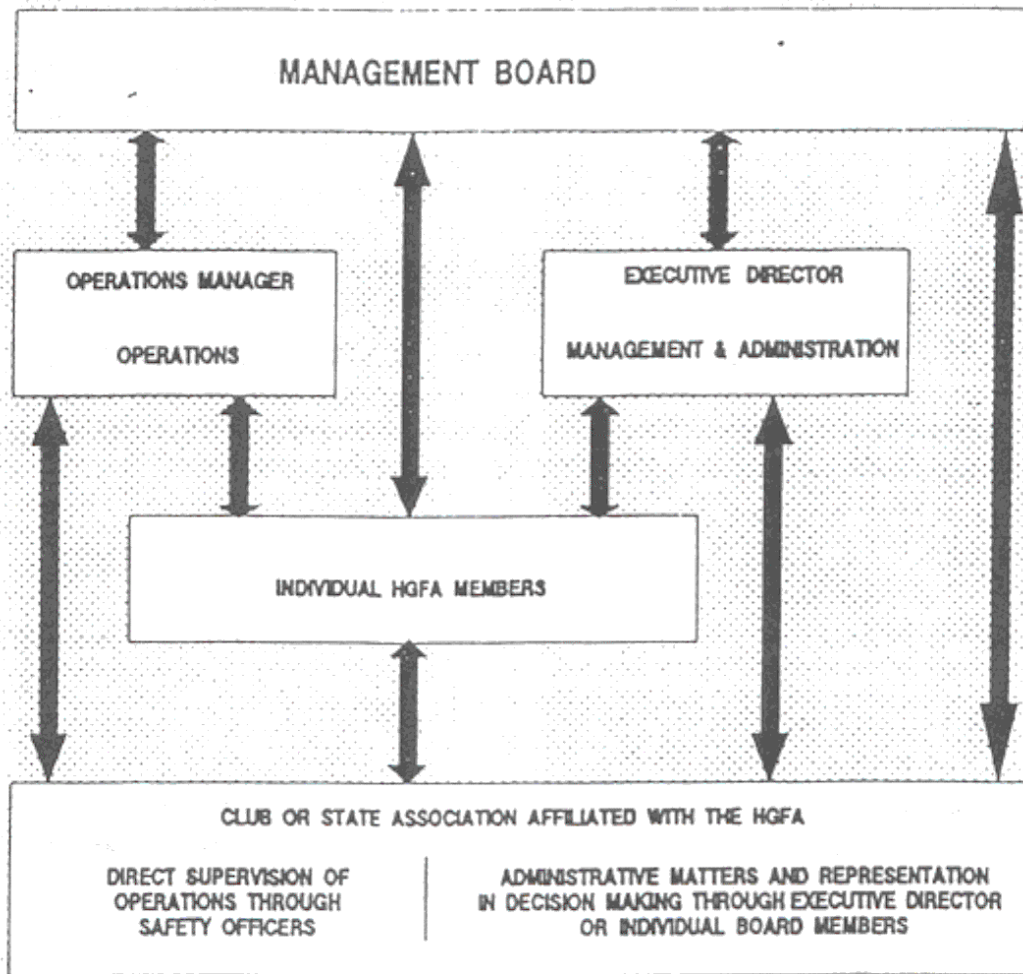 MANAGEMENT BOARD
OPERATIONS MANAGER
OPERATIONS
EXECUTIVE DIRECTOR
MANAGEMENT & ADMINISTRATION
INDIVIDUAL HGFA MEMBERS
CLUB OR STATE ASSOCIATION AFFILIATED WITH THE HGFA
DIRECT SUPERVISION OF
OPERATIONS THROUGH
SAFETY OFFICERS
ADMINISTRATIVE MATTERS AND REPRESENTATION
IN DECISION MAKING THROUGH EXECUTIVE DIRECTOR
OR INDIVIDUAL BOARD MEMBERS